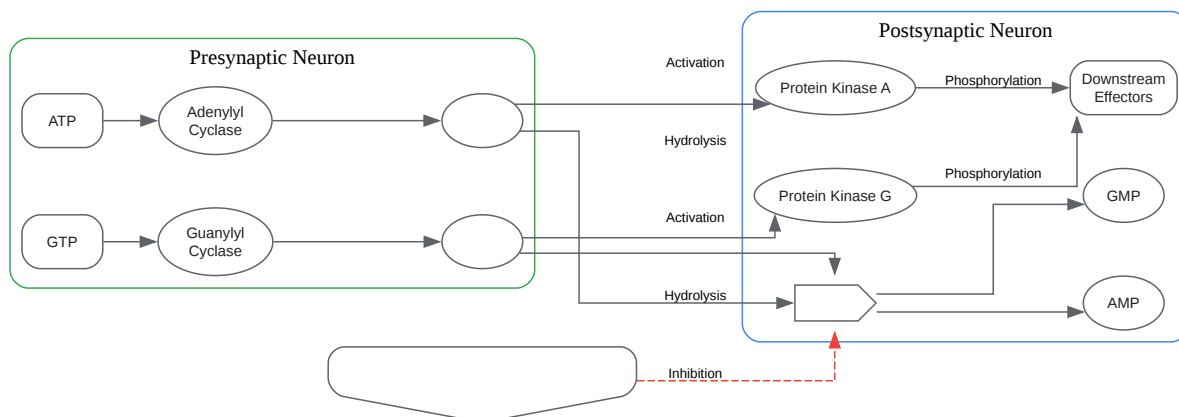 Presynaptic Neuron
ATP
Adenylyl
Cyclase
GTP
Guanylyl
Cyclase
Activation
Hydrolysis
Activation
Hydrolysis
Inhibition
Postsynaptic Neuron
Protein Kinase A
Phosphorylation
Downstream
Effectors
Protein Kinase G
Phosphorylation
GMP
AMP